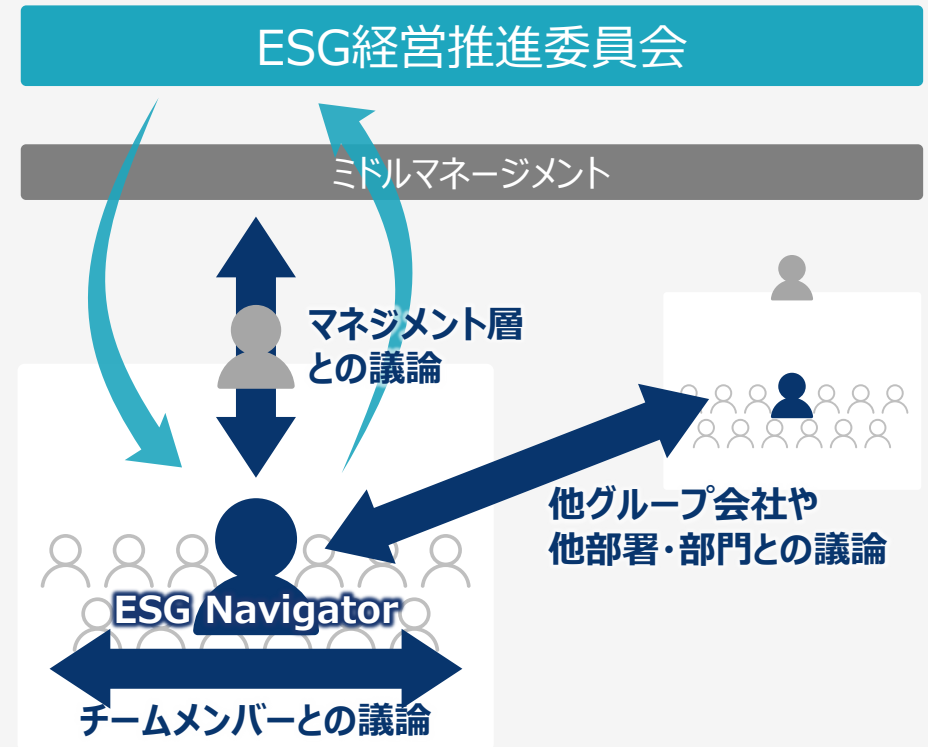 ESG経営推進委員会
ミドルマネージメント
マネジメント層
との議論
他グループ会社や
他部署・部門との議論
ESG Navigator
チームメンバーとの議論